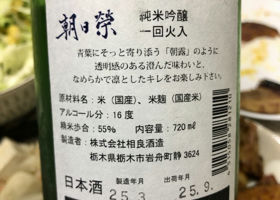 朝日榮
純米吟醸
一回火入
青葉にそっと寄り添う「朝露」のように
透明感のある澄んだ味わいと、
なめらかで凛としたキレをお楽しみ下さい。
原材料名：米（国産）、米麹（国産米）
アルコール分：16度
精米歩合：55%　内容量：720㎖
製造者：株式会社相良酒造
栃木県栃木市岩舟町静3624
日本酒
製造年月
25.3
出荷年月
25.9.